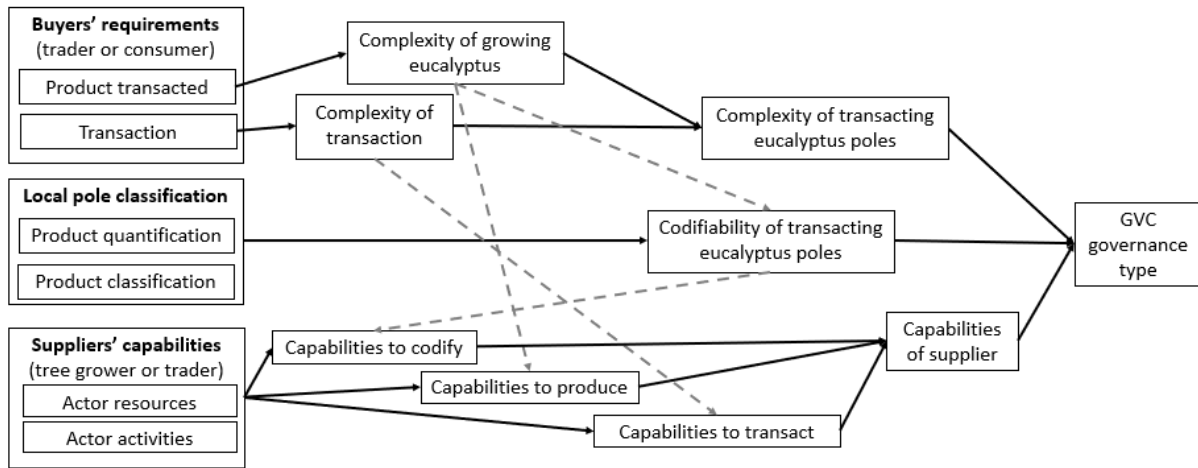 Buyers' requirements
(trader or consumer)
Product transacted
Transaction
Complexity of growing
eucalyptus
Complexity of
transaction
Complexity of transacting
eucalyptus poles
Local pole classification
Product quantification
Product classification
Codifiability of transacting
eucalyptus poles
GVC
governance
type
Suppliers' capabilities
(tree grower or trader)
Actor resources
Actor activities
Capabilities to codify
Capabilities to produce
Capabilities to transact
Capabilities
of supplier